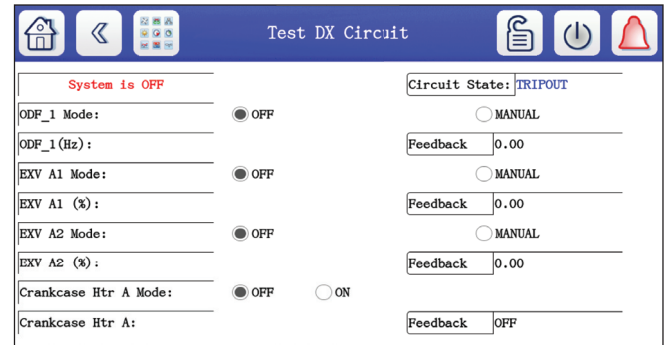 Test DX Circuit
System is OFF Circuit State: TRIPOUT
ODF_1 Mode: OFF MANUAL
ODF_1(Hz): Feedback 0.00
EXV A1 Mode: OFF MANUAL
EXV A1 (%): Feedback 0.00
EXV A2 Mode: OFF MANUAL
EXV A2 (%): Feedback 0.00
Crankcase Htr A Mode: OFF ON
Crankcase Htr A: Feedback OFF